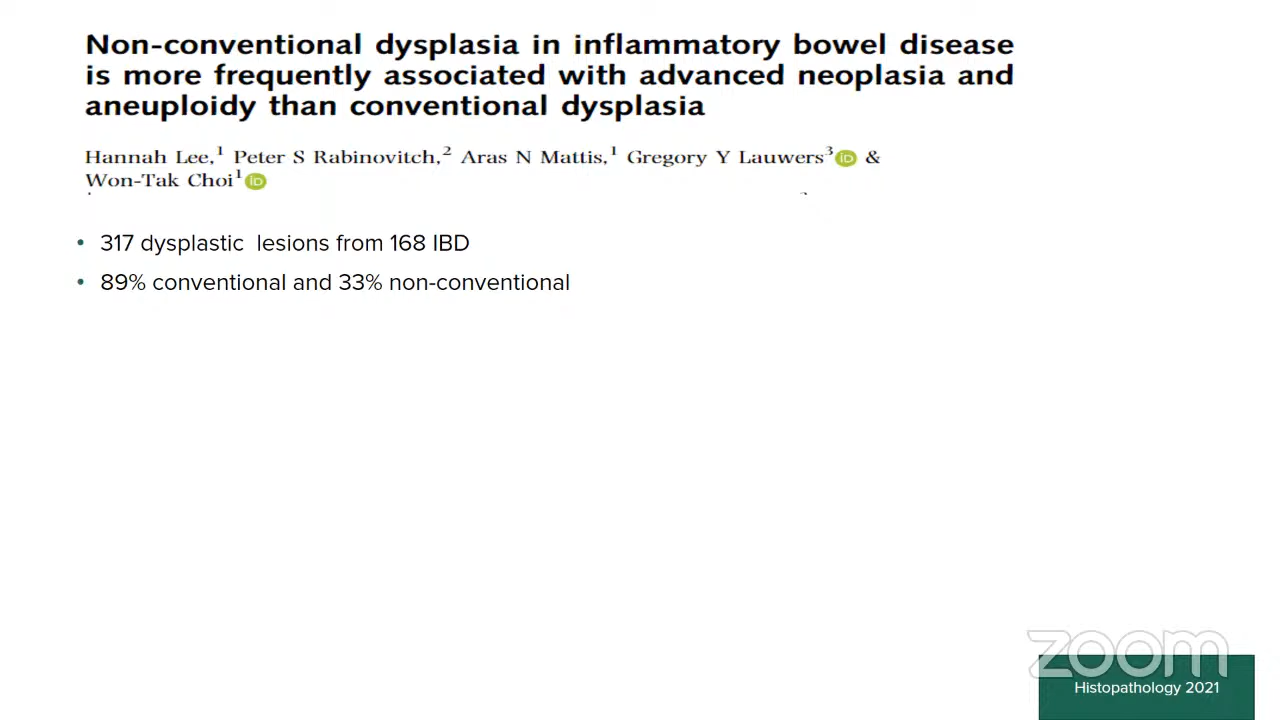 Non-conventional dysplasia in inflammatory bowel disease
is more frequently associated with advanced neoplasia and
aneuploidy than conventional dysplasia
Hannah Lee,¹ Peter S Rabinovitch,² Aras N Mattis,¹ Gregory Y Lauwers³ iD &
Won-Tak Choi¹ iD
• 317 dysplastic lesions from 168 IBD
• 89% conventional and 33% non-conventional
zoom
Histopathology 2021